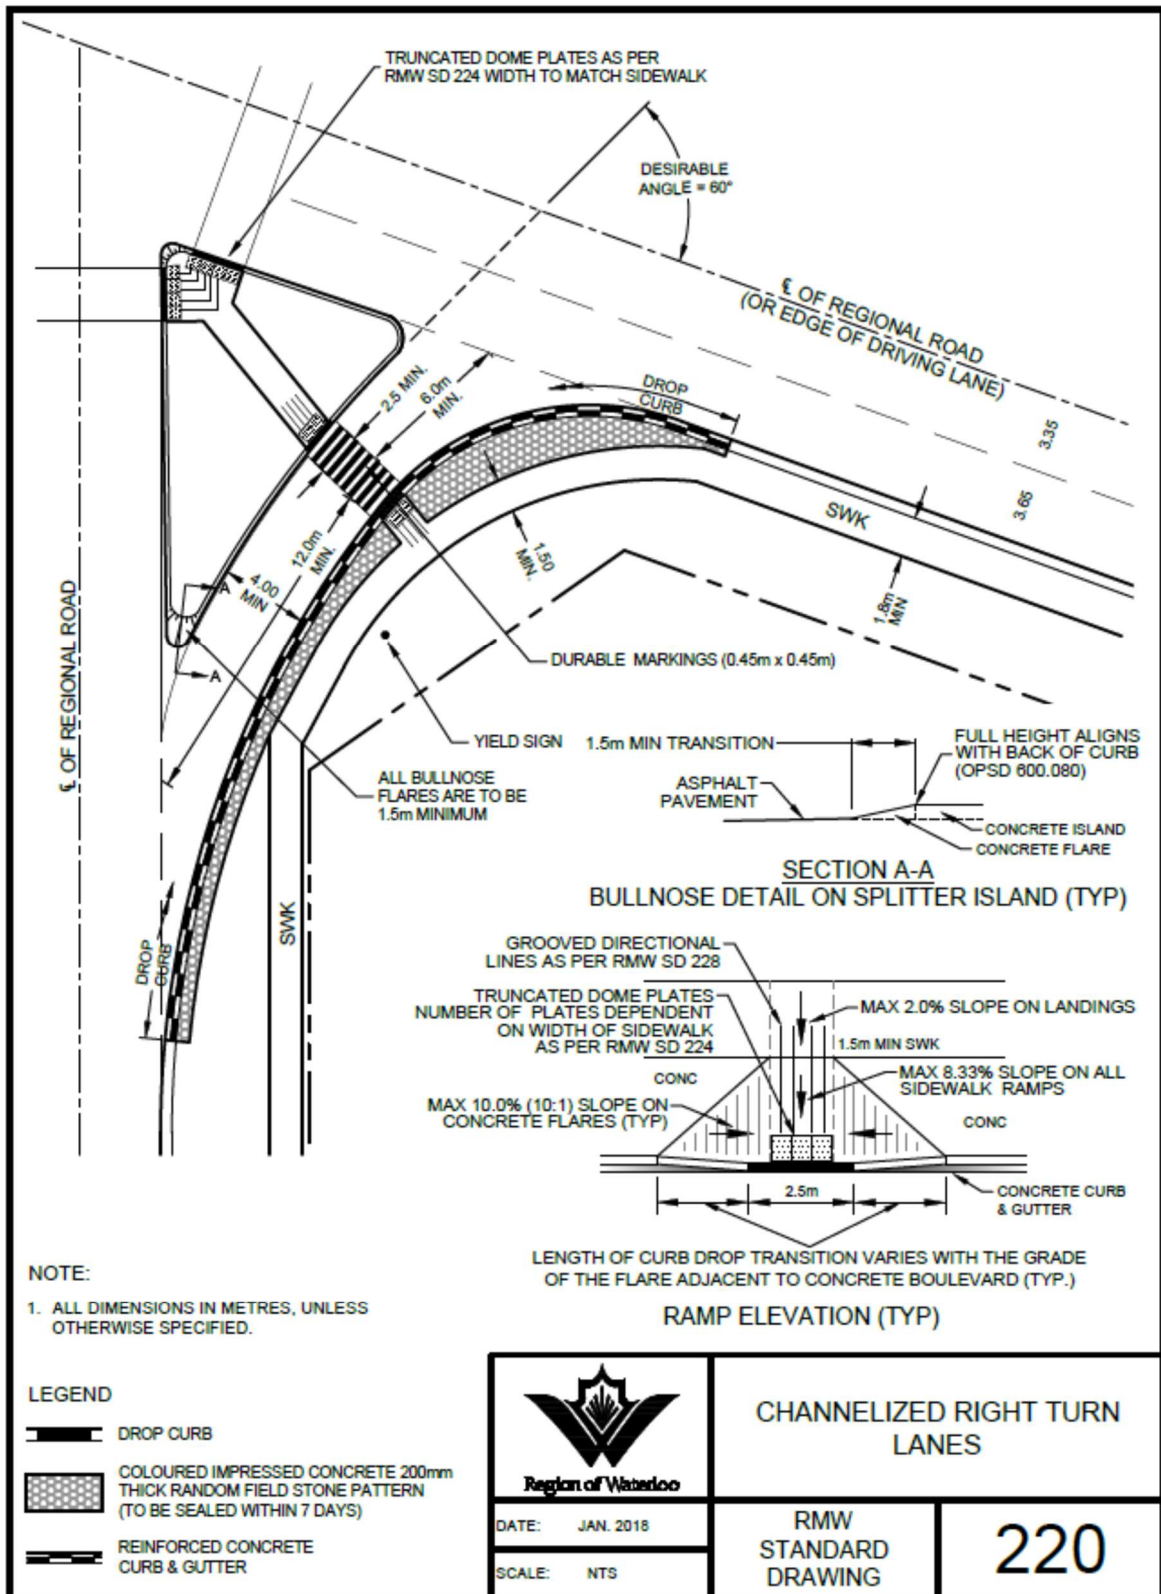 TRUNCATED DOME PLATES AS PER
RMW SD 224 WIDTH TO MATCH SIDEWALK
DESIRABLE
ANGLE = 60°
℄ OF REGIONAL ROAD
(OR EDGE OF DRIVING LANE)
2.5 MIN.
6.0m
MIN.
DROP
CURB
3.35
3.65
SWK
12.0m
MIN.
1.50
MIN.
4.00
MIN
1.8m
MIN
A
A
℄ OF REGIONAL ROAD
DURABLE MARKINGS (0.45m x 0.45m)
YIELD SIGN
ALL BULLNOSE
FLARES ARE TO BE
1.5m MINIMUM
1.5m MIN TRANSITION
FULL HEIGHT ALIGNS
WITH BACK OF CURB
(OPSD 600.080)
ASPHALT
PAVEMENT
CONCRETE ISLAND
CONCRETE FLARE
SECTION A-A
BULLNOSE DETAIL ON SPLITTER ISLAND (TYP)
SWK
DROP
CURB
GROOVED DIRECTIONAL
LINES AS PER RMW SD 228
TRUNCATED DOME PLATES
NUMBER OF PLATES DEPENDENT
ON WIDTH OF SIDEWALK
AS PER RMW SD 224
MAX 2.0% SLOPE ON LANDINGS
1.5m MIN SWK
CONC
MAX 8.33% SLOPE ON ALL
SIDEWALK RAMPS
MAX 10.0% (10:1) SLOPE ON
CONCRETE FLARES (TYP)
CONC
2.5m
CONCRETE CURB
& GUTTER
LENGTH OF CURB DROP TRANSITION VARIES WITH THE GRADE
OF THE FLARE ADJACENT TO CONCRETE BOULEVARD (TYP.)
RAMP ELEVATION (TYP)
NOTE:
1. ALL DIMENSIONS IN METRES, UNLESS
OTHERWISE SPECIFIED.
LEGEND
DROP CURB
COLOURED IMPRESSED CONCRETE 200mm
THICK RANDOM FIELD STONE PATTERN
(TO BE SEALED WITHIN 7 DAYS)
REINFORCED CONCRETE
CURB & GUTTER
Region of Waterloo
CHANNELIZED RIGHT TURN
LANES
DATE: JAN. 2018
SCALE: NTS
RMW
STANDARD
DRAWING
220